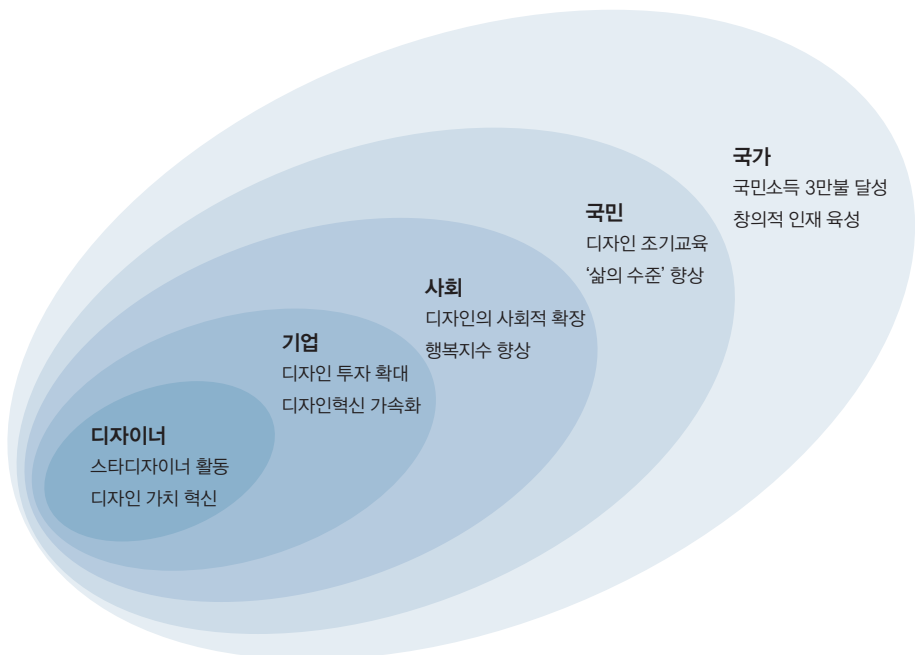 국가
국민소득 3만불 달성
창의적 인재 육성
국민
디자인 조기교육
‘삶의 수준’ 향상
사회
디자인의 사회적 확장
행복지수 향상
기업
디자인 투자 확대
디자인혁신 가속화
디자이너
스타디자이너 활동
디자인 가치 혁신